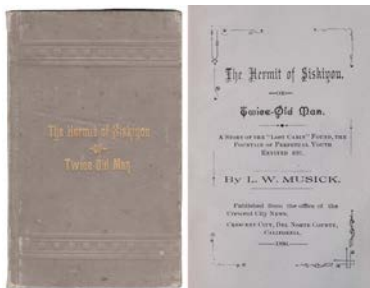 The Hermit of Siskiyou
-or-
Twice Old Man
The Hermit of Siskiyou.
—OR—
Twice-Old Man.
A STORY OF THE "LOST CABIN" FOUND, THE
FOUNTAIN OF PERPETUAL YOUTH
REVIVED ETC.
By L. W. MUSICK.
Published from the office of the
Crescent City News,
CRESCENT CITY, DEL NORTE COUNTY,
CALIFORNIA.